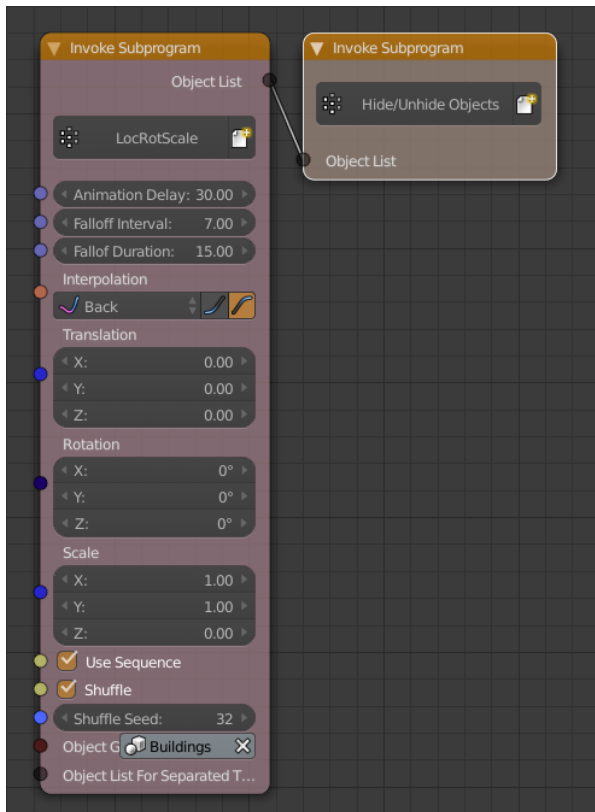 Invoke Subprogram
Object List
LocRotScale
Animation Delay: 30.00
Falloff Interval: 7.00
Fallof Duration: 15.00
Interpolation
Back
Translation
X: 0.00
Y: 0.00
Z: 0.00
Rotation
X: 0°
Y: 0°
Z: 0°
Scale
X: 1.00
Y: 1.00
Z: 0.00
Use Sequence
Shuffle
Shuffle Seed: 32
Object G Buildings
Object List For Separated T...
Invoke Subprogram
Hide/Unhide Objects
Object List